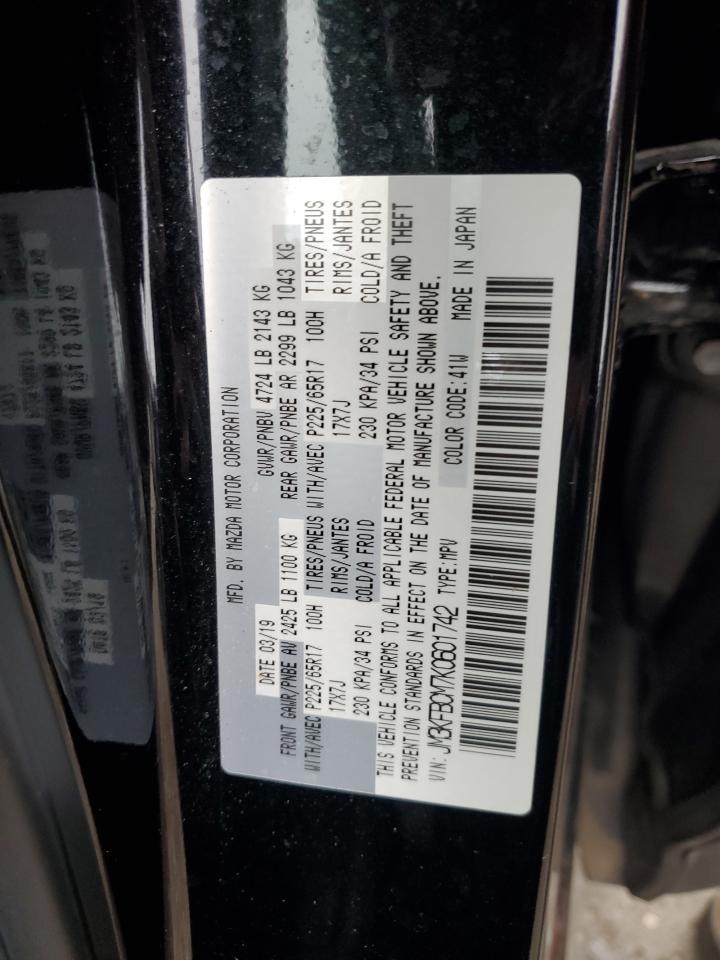 MFD. BY MAZDA MOTOR CORPORATION
DATE 03/19 GVWR/PNBV 4724 LB 2143 KG
FRONT GAWR/PNBE AV 2425 LB 1100 KG REAR GAWR/PNBE AR 2299 LB 1043 KG
WITH/AVEC P225/65R17 100H TIRES/PNEUS WITH/AVEC P225/65R17 100H TIRES/PNEUS
17X7J RIMS/JANTES 17X7J RIMS/JANTES
230 KPA/34 PSI COLD/A FROID 230 KPA/34 PSI COLD/A FROID
THIS VEHICLE CONFORMS TO ALL APPLICABLE FEDERAL MOTOR VEHICLE SAFETY AND THEFT
PREVENTION STANDARDS IN EFFECT ON THE DATE OF MANUFACTURE SHOWN ABOVE.
VIN: JM3KFBCM7K0601742 TYPE:MPV COLOR CODE:41W MADE IN JAPAN